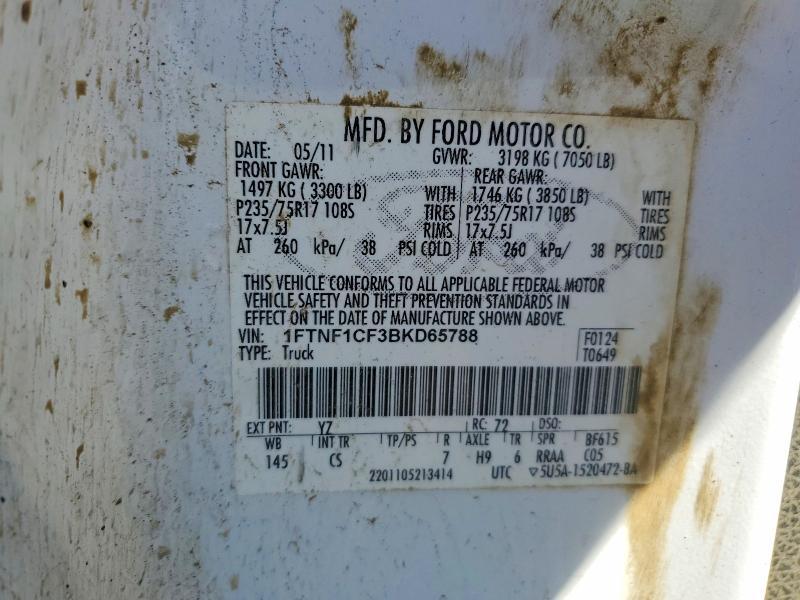 MFD. BY FORD MOTOR CO.
DATE: 05/11 GVWR: 3198 KG ( 7050 LB)
FRONT GAWR: REAR GAWR:
1497 KG ( 3300 LB) WITH 1746 KG ( 3850 LB) WITH
P235/75R17 108S TIRES P235/75R17 108S TIRES
17x7.5J RIMS 17x7.5J RIMS
AT 260 kPa/ 38 PSI COLD AT 260 kPa/ 38 PSI COLD
THIS VEHICLE CONFORMS TO ALL APPLICABLE FEDERAL MOTOR
VEHICLE SAFETY AND THEFT PREVENTION STANDARDS IN
EFFECT ON THE DATE OF MANUFACTURE SHOWN ABOVE.
VIN: 1FTNF1CF3BKD65788 F0124
TYPE: Truck T0649
EXT PNT: YZ RC: 72 DSO:
WB INT TR TP/PS R AXLE TR SPR BF615
145 CS 7 H9 6 RRAA C05
2201105213414 UTC ▽5U5A-1520472-BA